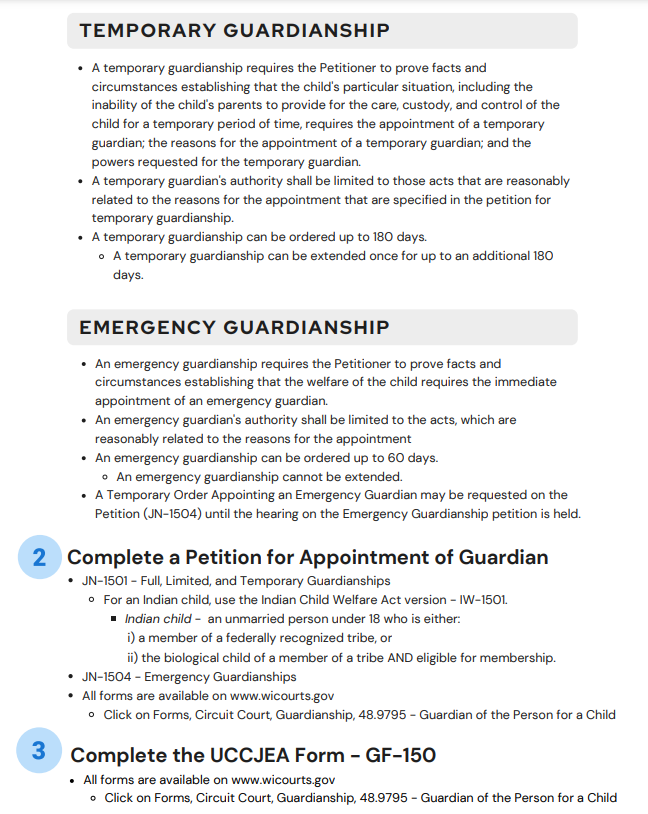 TEMPORARY GUARDIANSHIP
• A temporary guardianship requires the Petitioner to prove facts and
circumstances establishing that the child's particular situation, including the
inability of the child's parents to provide for the care, custody, and control of the
child for a temporary period of time, requires the appointment of a temporary
guardian; the reasons for the appointment of a temporary guardian; and the
powers requested for the temporary guardian.
• A temporary guardian's authority shall be limited to those acts that are reasonably
related to the reasons for the appointment that are specified in the petition for
temporary guardianship.
• A temporary guardianship can be ordered up to 180 days.
◦ A temporary guardianship can be extended once for up to an additional 180
days.
EMERGENCY GUARDIANSHIP
• An emergency guardianship requires the Petitioner to prove facts and
circumstances establishing that the welfare of the child requires the immediate
appointment of an emergency guardian.
• An emergency guardian's authority shall be limited to the acts, which are
reasonably related to the reasons for the appointment
• An emergency guardianship can be ordered up to 60 days.
◦ An emergency guardianship cannot be extended.
• A Temporary Order Appointing an Emergency Guardian may be requested on the
Petition (JN-1504) until the hearing on the Emergency Guardianship petition is held.
2 Complete a Petition for Appointment of Guardian
• JN-1501 - Full, Limited, and Temporary Guardianships
◦ For an Indian child, use the Indian Child Welfare Act version - IW-1501.
▪ Indian child - an unmarried person under 18 who is either:
i) a member of a federally recognized tribe, or
ii) the biological child of a member of a tribe AND eligible for membership.
• JN-1504 - Emergency Guardianships
• All forms are available on www.wicourts.gov
◦ Click on Forms, Circuit Court, Guardianship, 48.9795 - Guardian of the Person for a Child
3 Complete the UCCJEA Form - GF-150
• All forms are available on www.wicourts.gov
◦ Click on Forms, Circuit Court, Guardianship, 48.9795 - Guardian of the Person for a Child